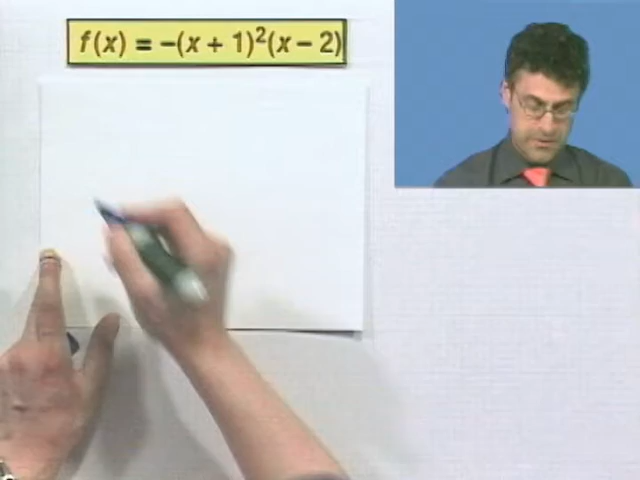 f(x) = -(x + 1)²(x - 2)